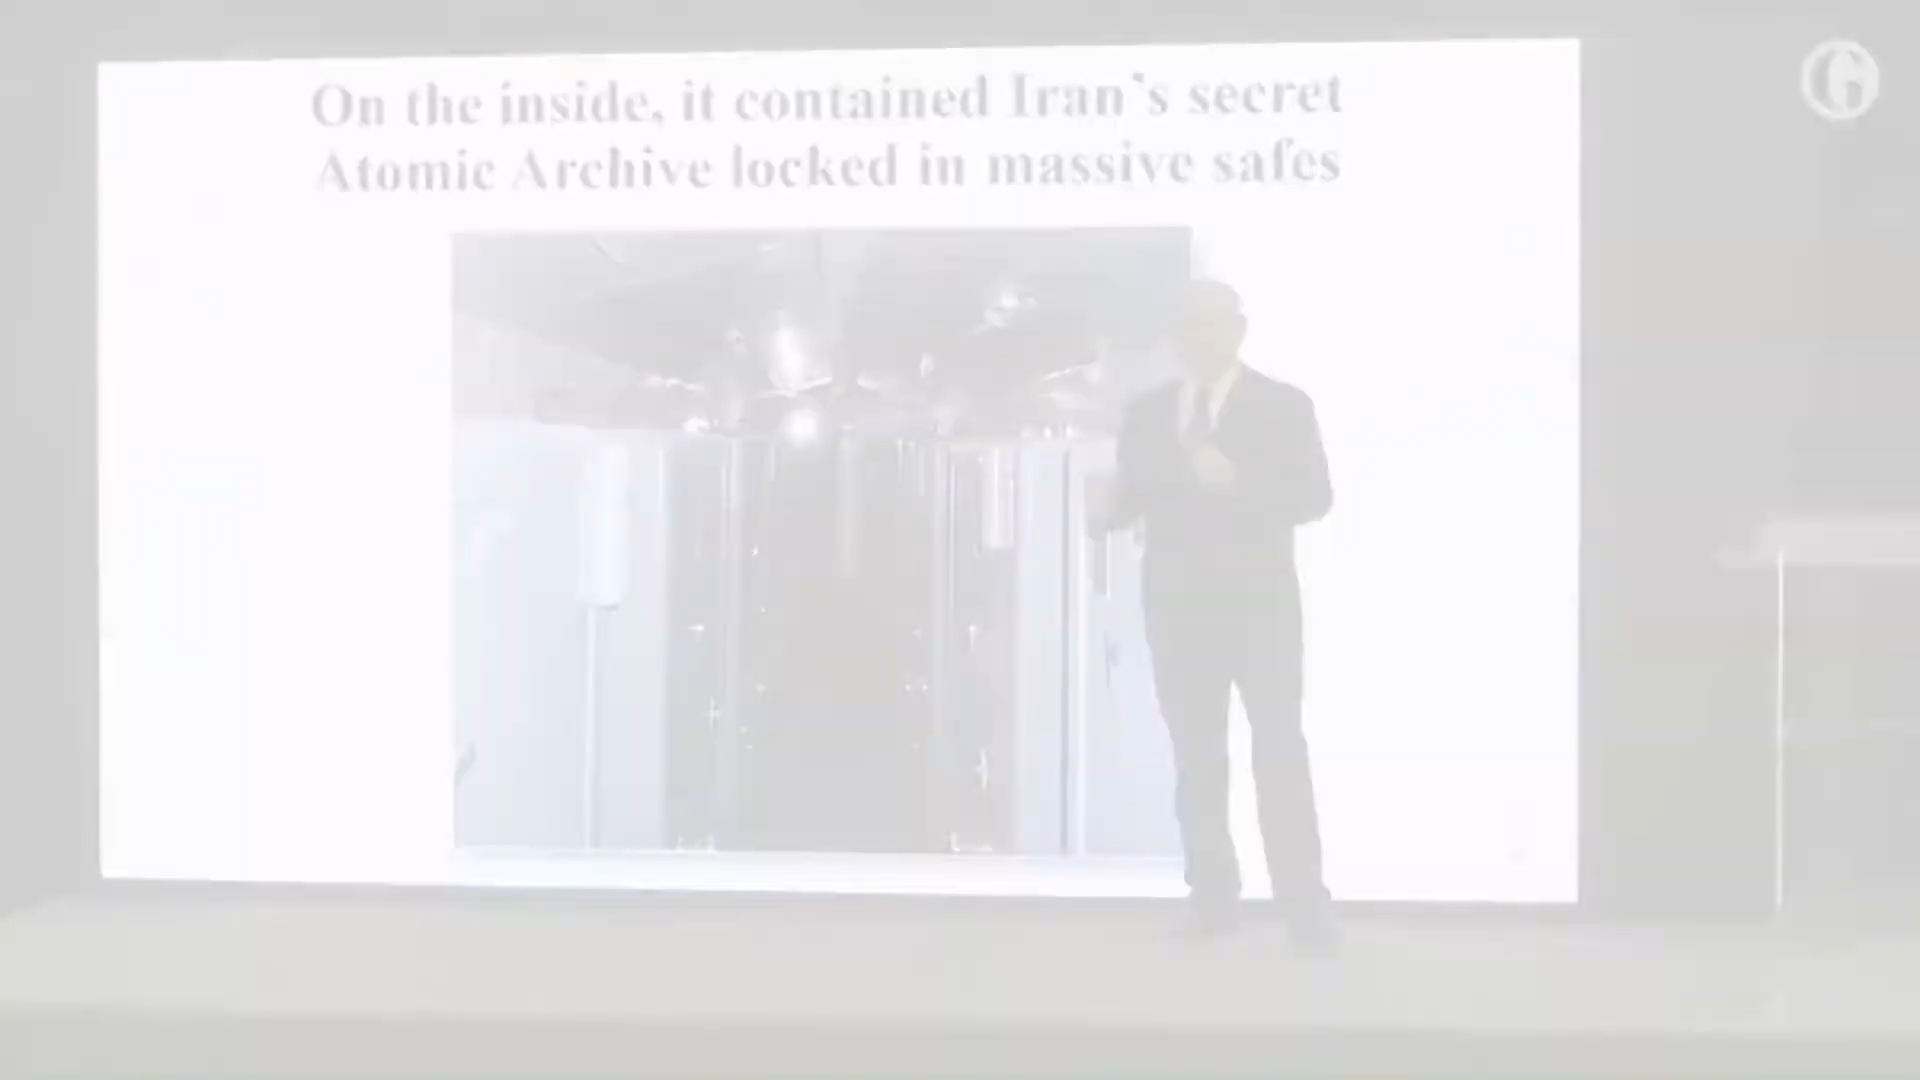 On the inside, it contained Iran's secret
Atomic Archive locked in massive safes
G